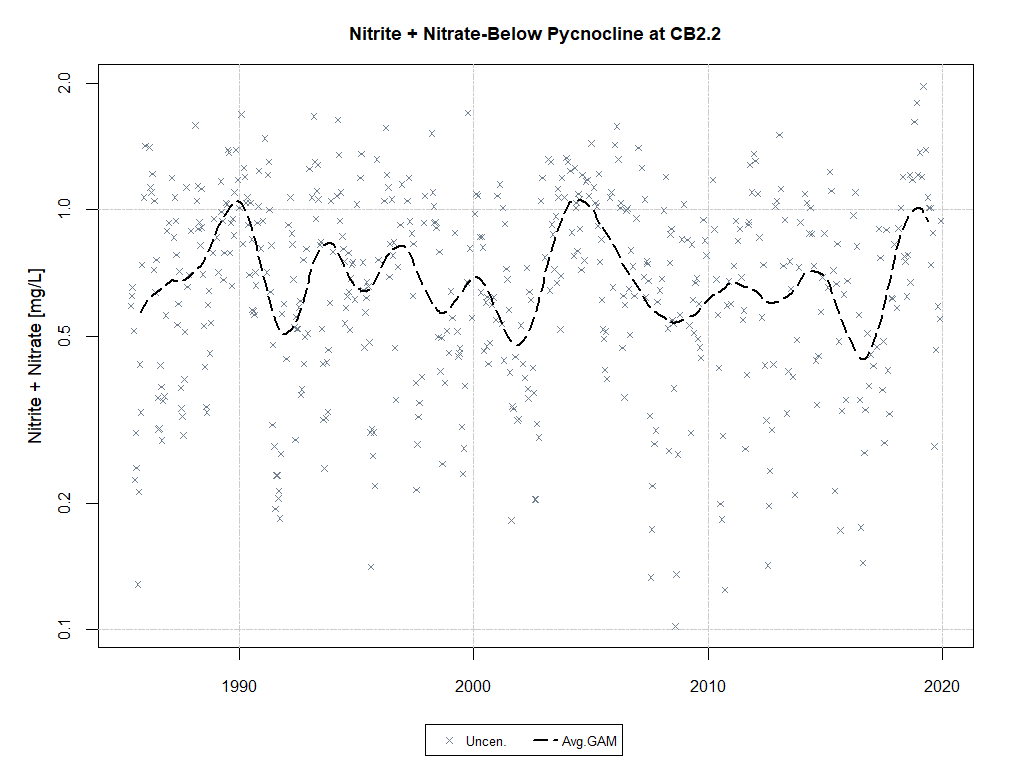 Nitrite + Nitrate-Below Pycnocline at CB2.2
Nitrite + Nitrate [mg/L]
2.0
1.0
0.5
0.2
0.1
1990 2000 2010 2020
Uncen. Avg.GAM